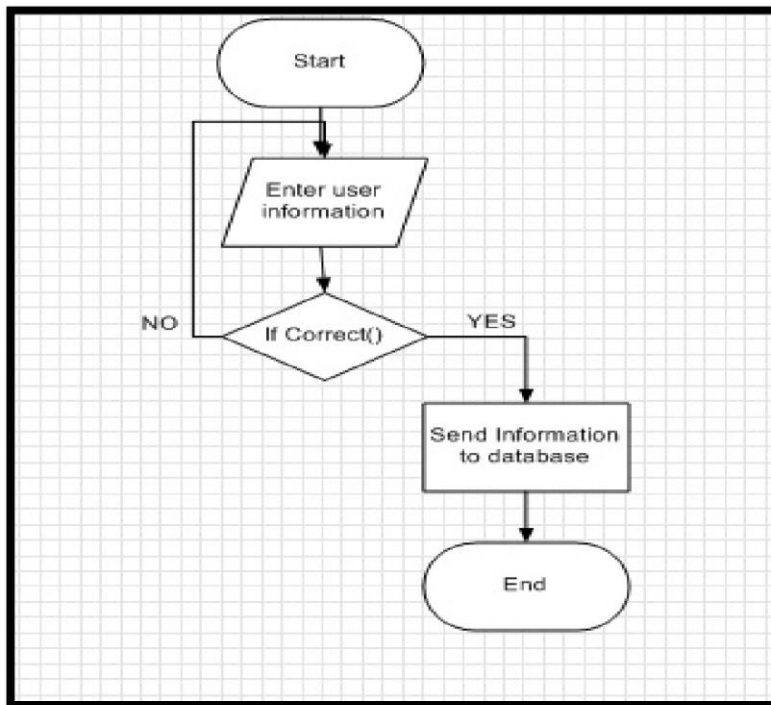 Start
Enter user
information
NO
If Correct()
YES
Send Information
to database
End